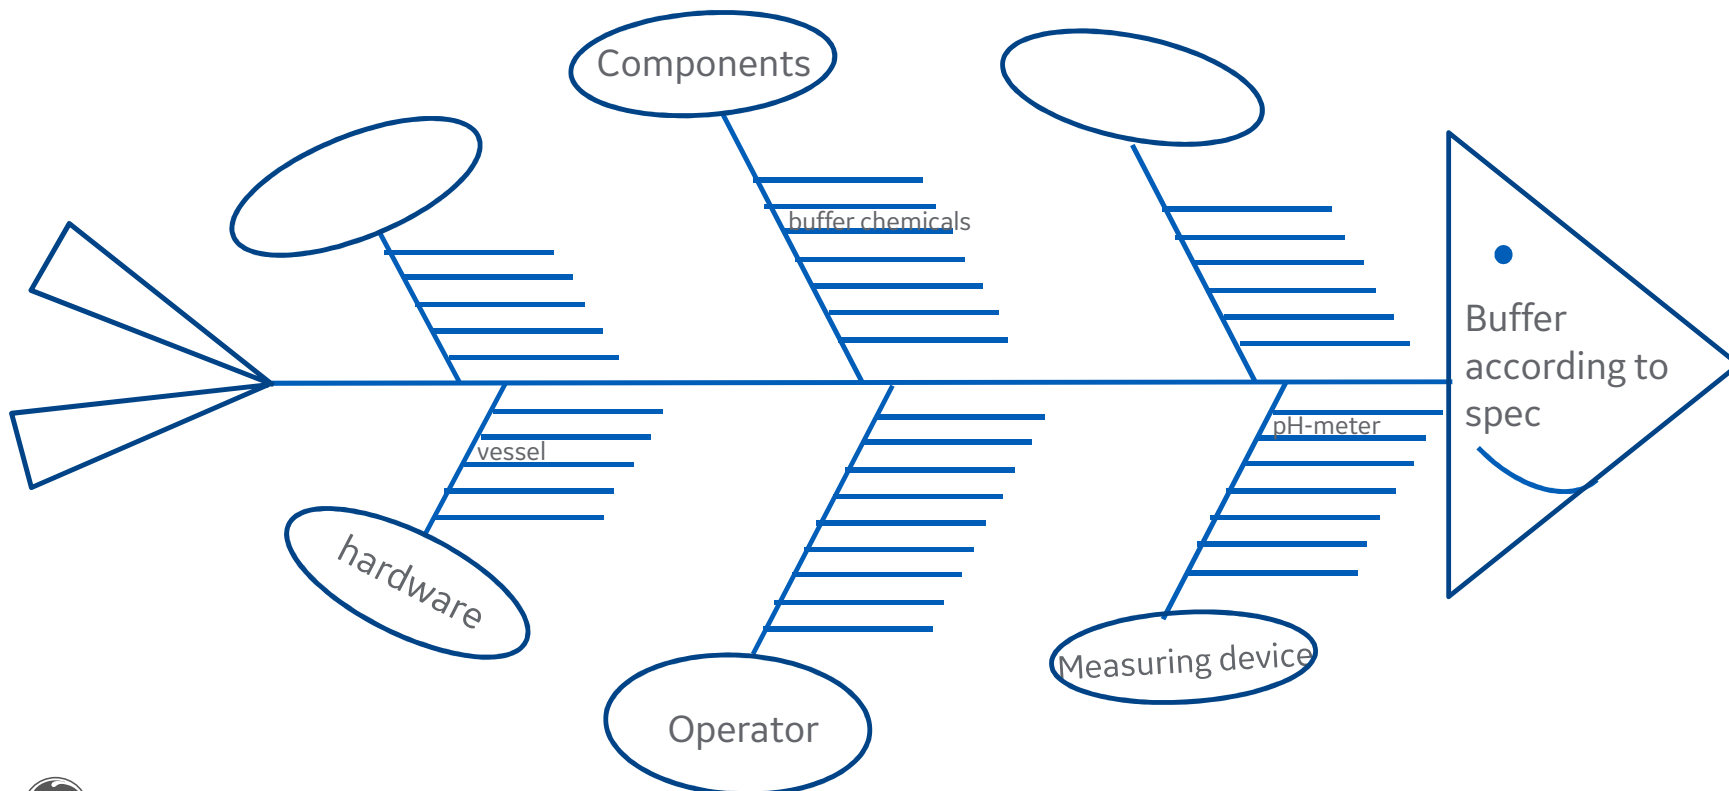 Components
buffer chemicals
Buffer
according to
spec
pH-meter
vessel
hardware
Measuring device
Operator